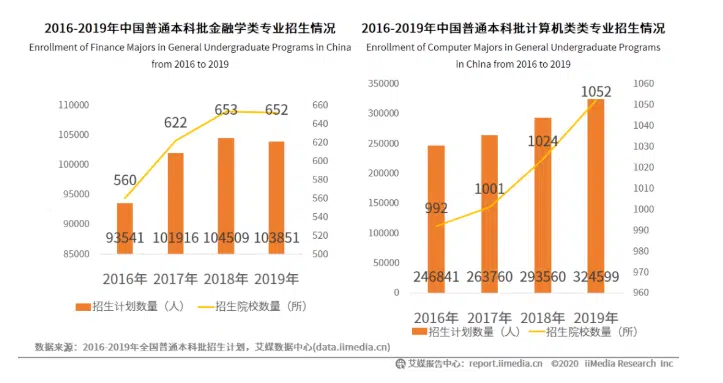 2016-2019年中国普通本科批金融学类专业招生情况
Enrollment of Finance Majors in General Undergraduate Programs in China
from 2016 to 2019
110000
105000
100000
95000
90000
85000
660
640
620
600
580
560
540
520
500
560
622
653
652
93541
101916
104509
103851
2016年
2017年
2018年
2019年
招生计划数量（人）
招生院校数量（所）
2016-2019年中国普通本科批计算机类类专业招生情况
Enrollment of Computer Majors in General Undergraduate Programs
in China from 2016 to 2019
350000
300000
250000
200000
150000
100000
50000
0
1060
1050
1040
1030
1020
1010
1000
990
980
970
960
992
1001
1024
1052
246841
263760
293560
324599
2016年
2017年
2018年
2019年
招生计划数量（人）
招生院校数量（所）
数据来源：2016-2019年全国普通本科批招生计划，艾媒数据中心(data.iimedia.cn)
艾媒报告中心：report.iimedia.cn ©2020 iiMedia Research Inc